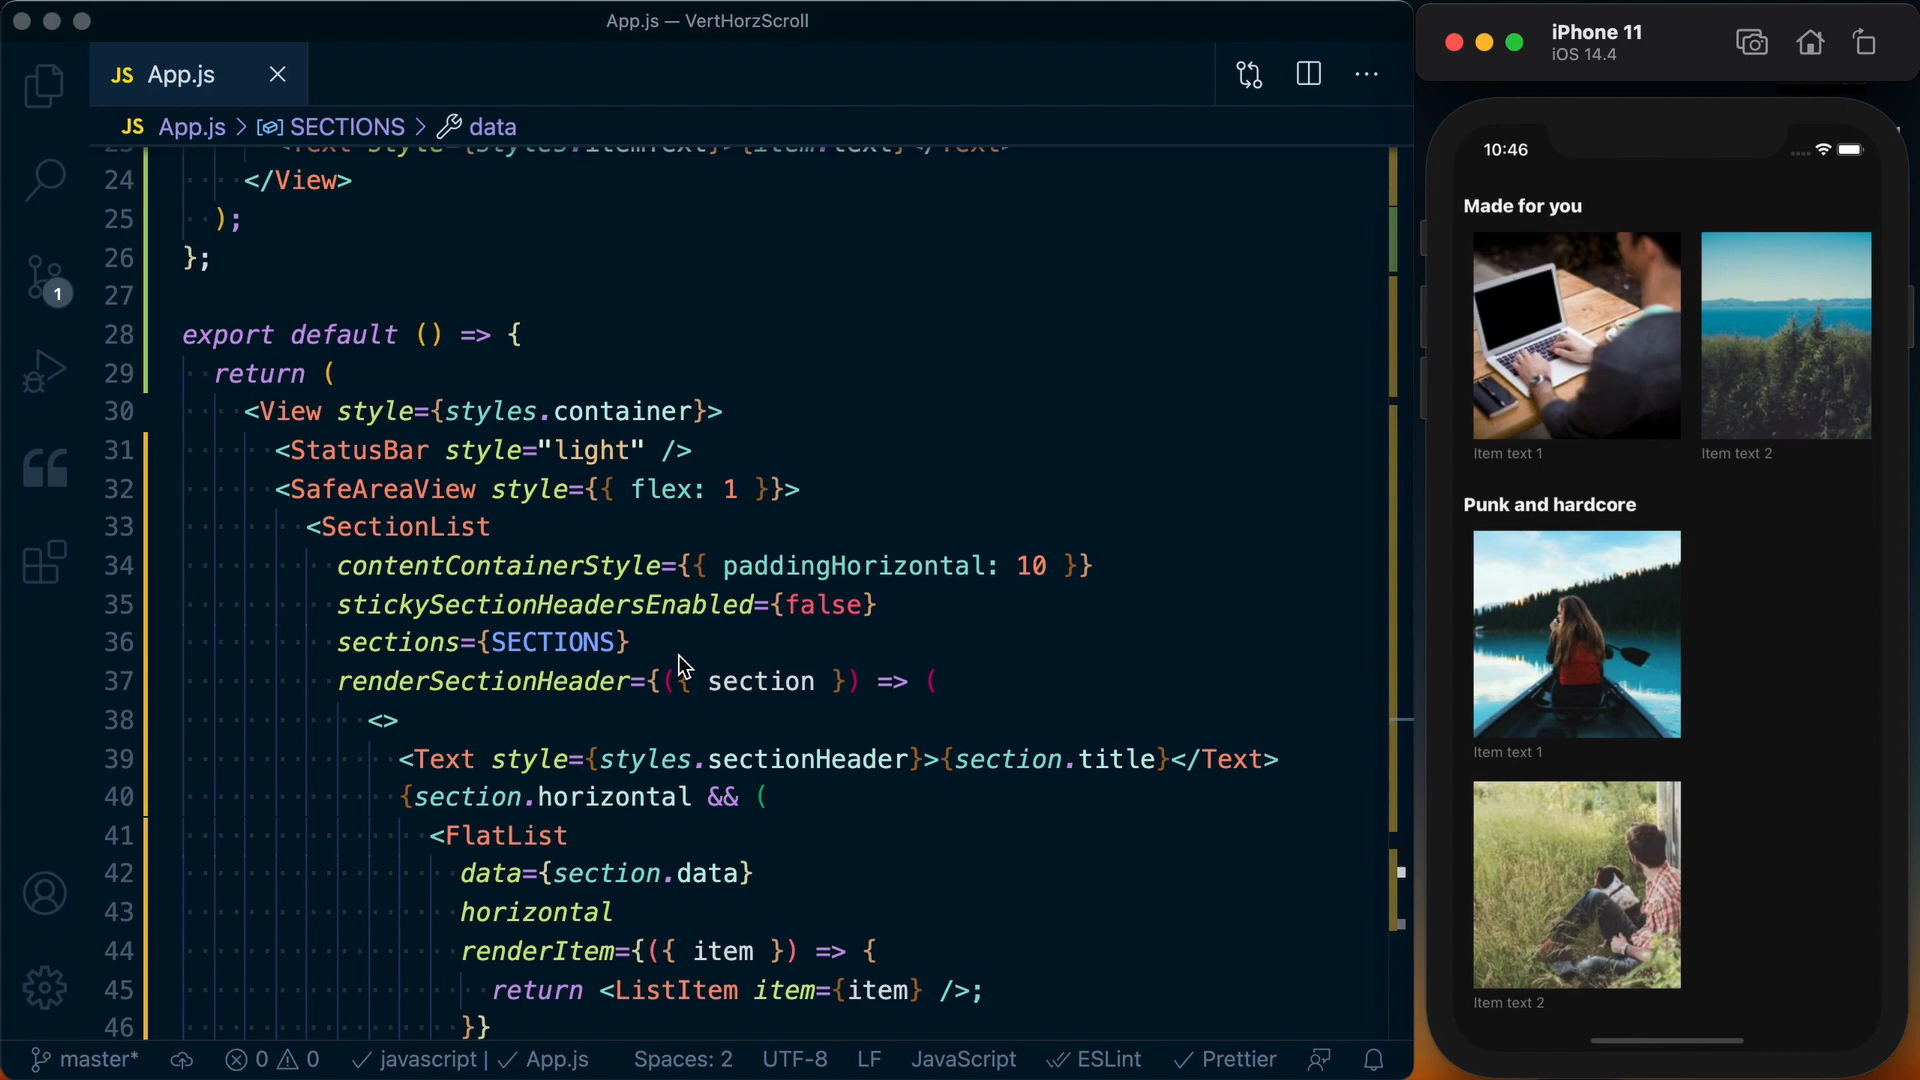 App.js — VertHorzScroll
JS App.js
JS App.js > SECTIONS > data
24 </View>
25 );
26 };
27
28 export default () => {
29 return (
30 <View style={styles.container}>
31 <StatusBar style="light" />
32 <SafeAreaView style={{ flex: 1 }}>
33 <SectionList
34 contentContainerStyle={{ paddingHorizontal: 10 }}
35 stickySectionHeadersEnabled={false}
36 sections={SECTIONS}
37 renderSectionHeader={({ section }) => (
38 <>
39 <Text style={styles.sectionHeader}>{section.title}</Text>
40 {section.horizontal && (
41 <FlatList
42 data={section.data}
43 horizontal
44 renderItem={({ item }) => {
45 return <ListItem item={item} />;
46 }}
1
master* 0 0 javascript | App.js Spaces: 2 UTF-8 LF JavaScript ESLint Prettier
iPhone 11
iOS 14.4
10:46
Made for you
Item text 1 Item text 2
Punk and hardcore
Item text 1
Item text 2